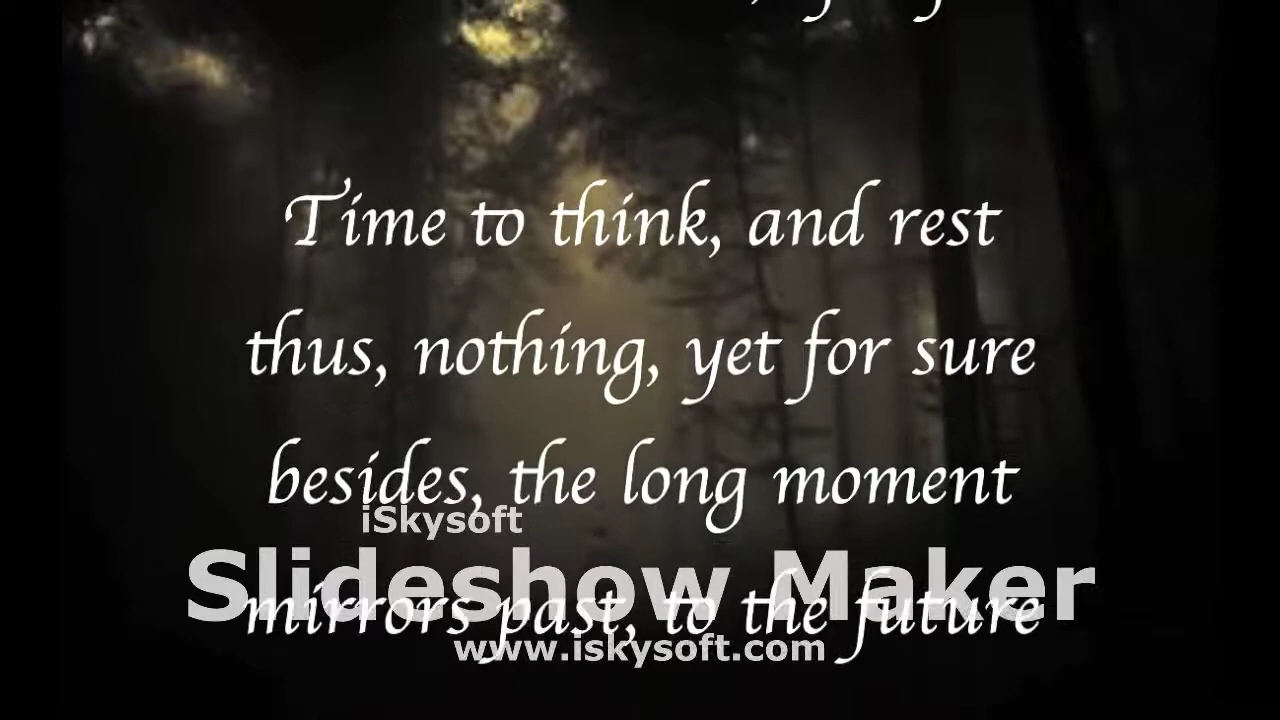 Time to think, and rest
thus, nothing, yet for sure
besides, the long moment
iSkysoft
Slideshow Maker
mirrors past, to the future
www.iskysoft.com